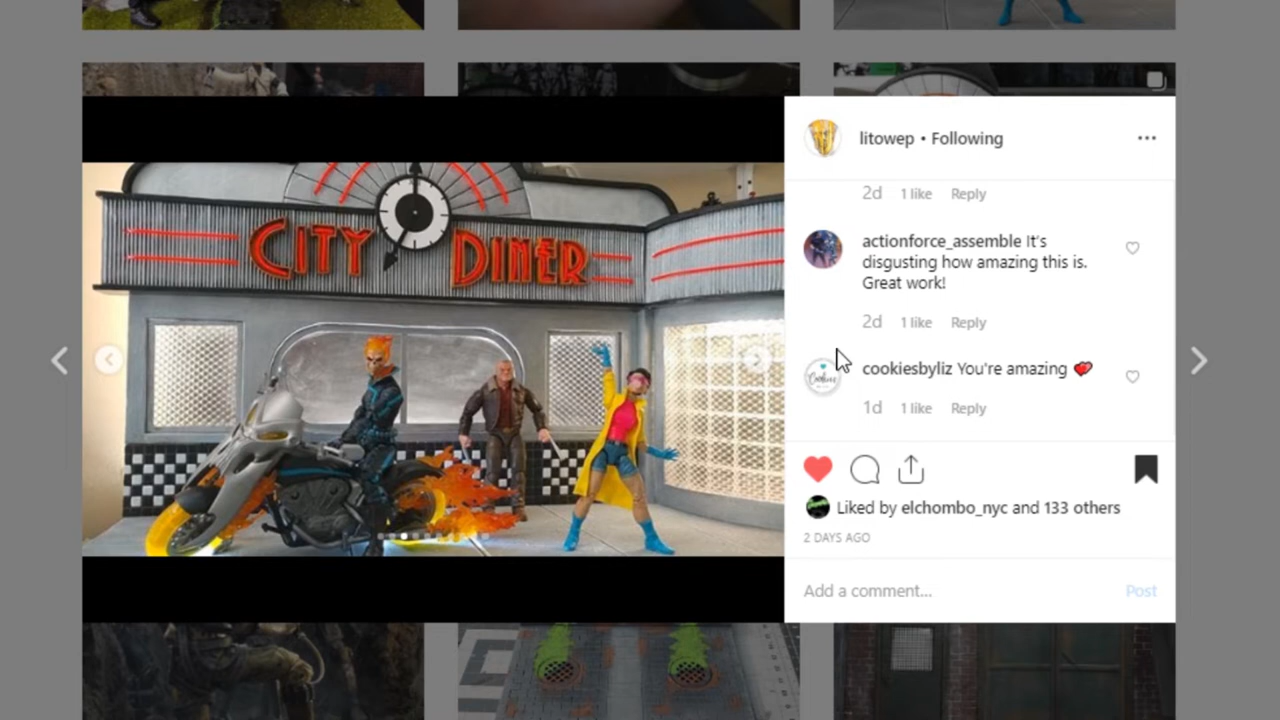 CITY DINER
litowep • Following
2d 1 like Reply
actionforce_assemble It's
disgusting how amazing this is.
Great work!
2d 1 like Reply
Cookies
cookiesbyliz You're amazing
1d 1 like Reply
Liked by elchombo_nyc and 133 others
2 DAYS AGO
Add a comment... Post